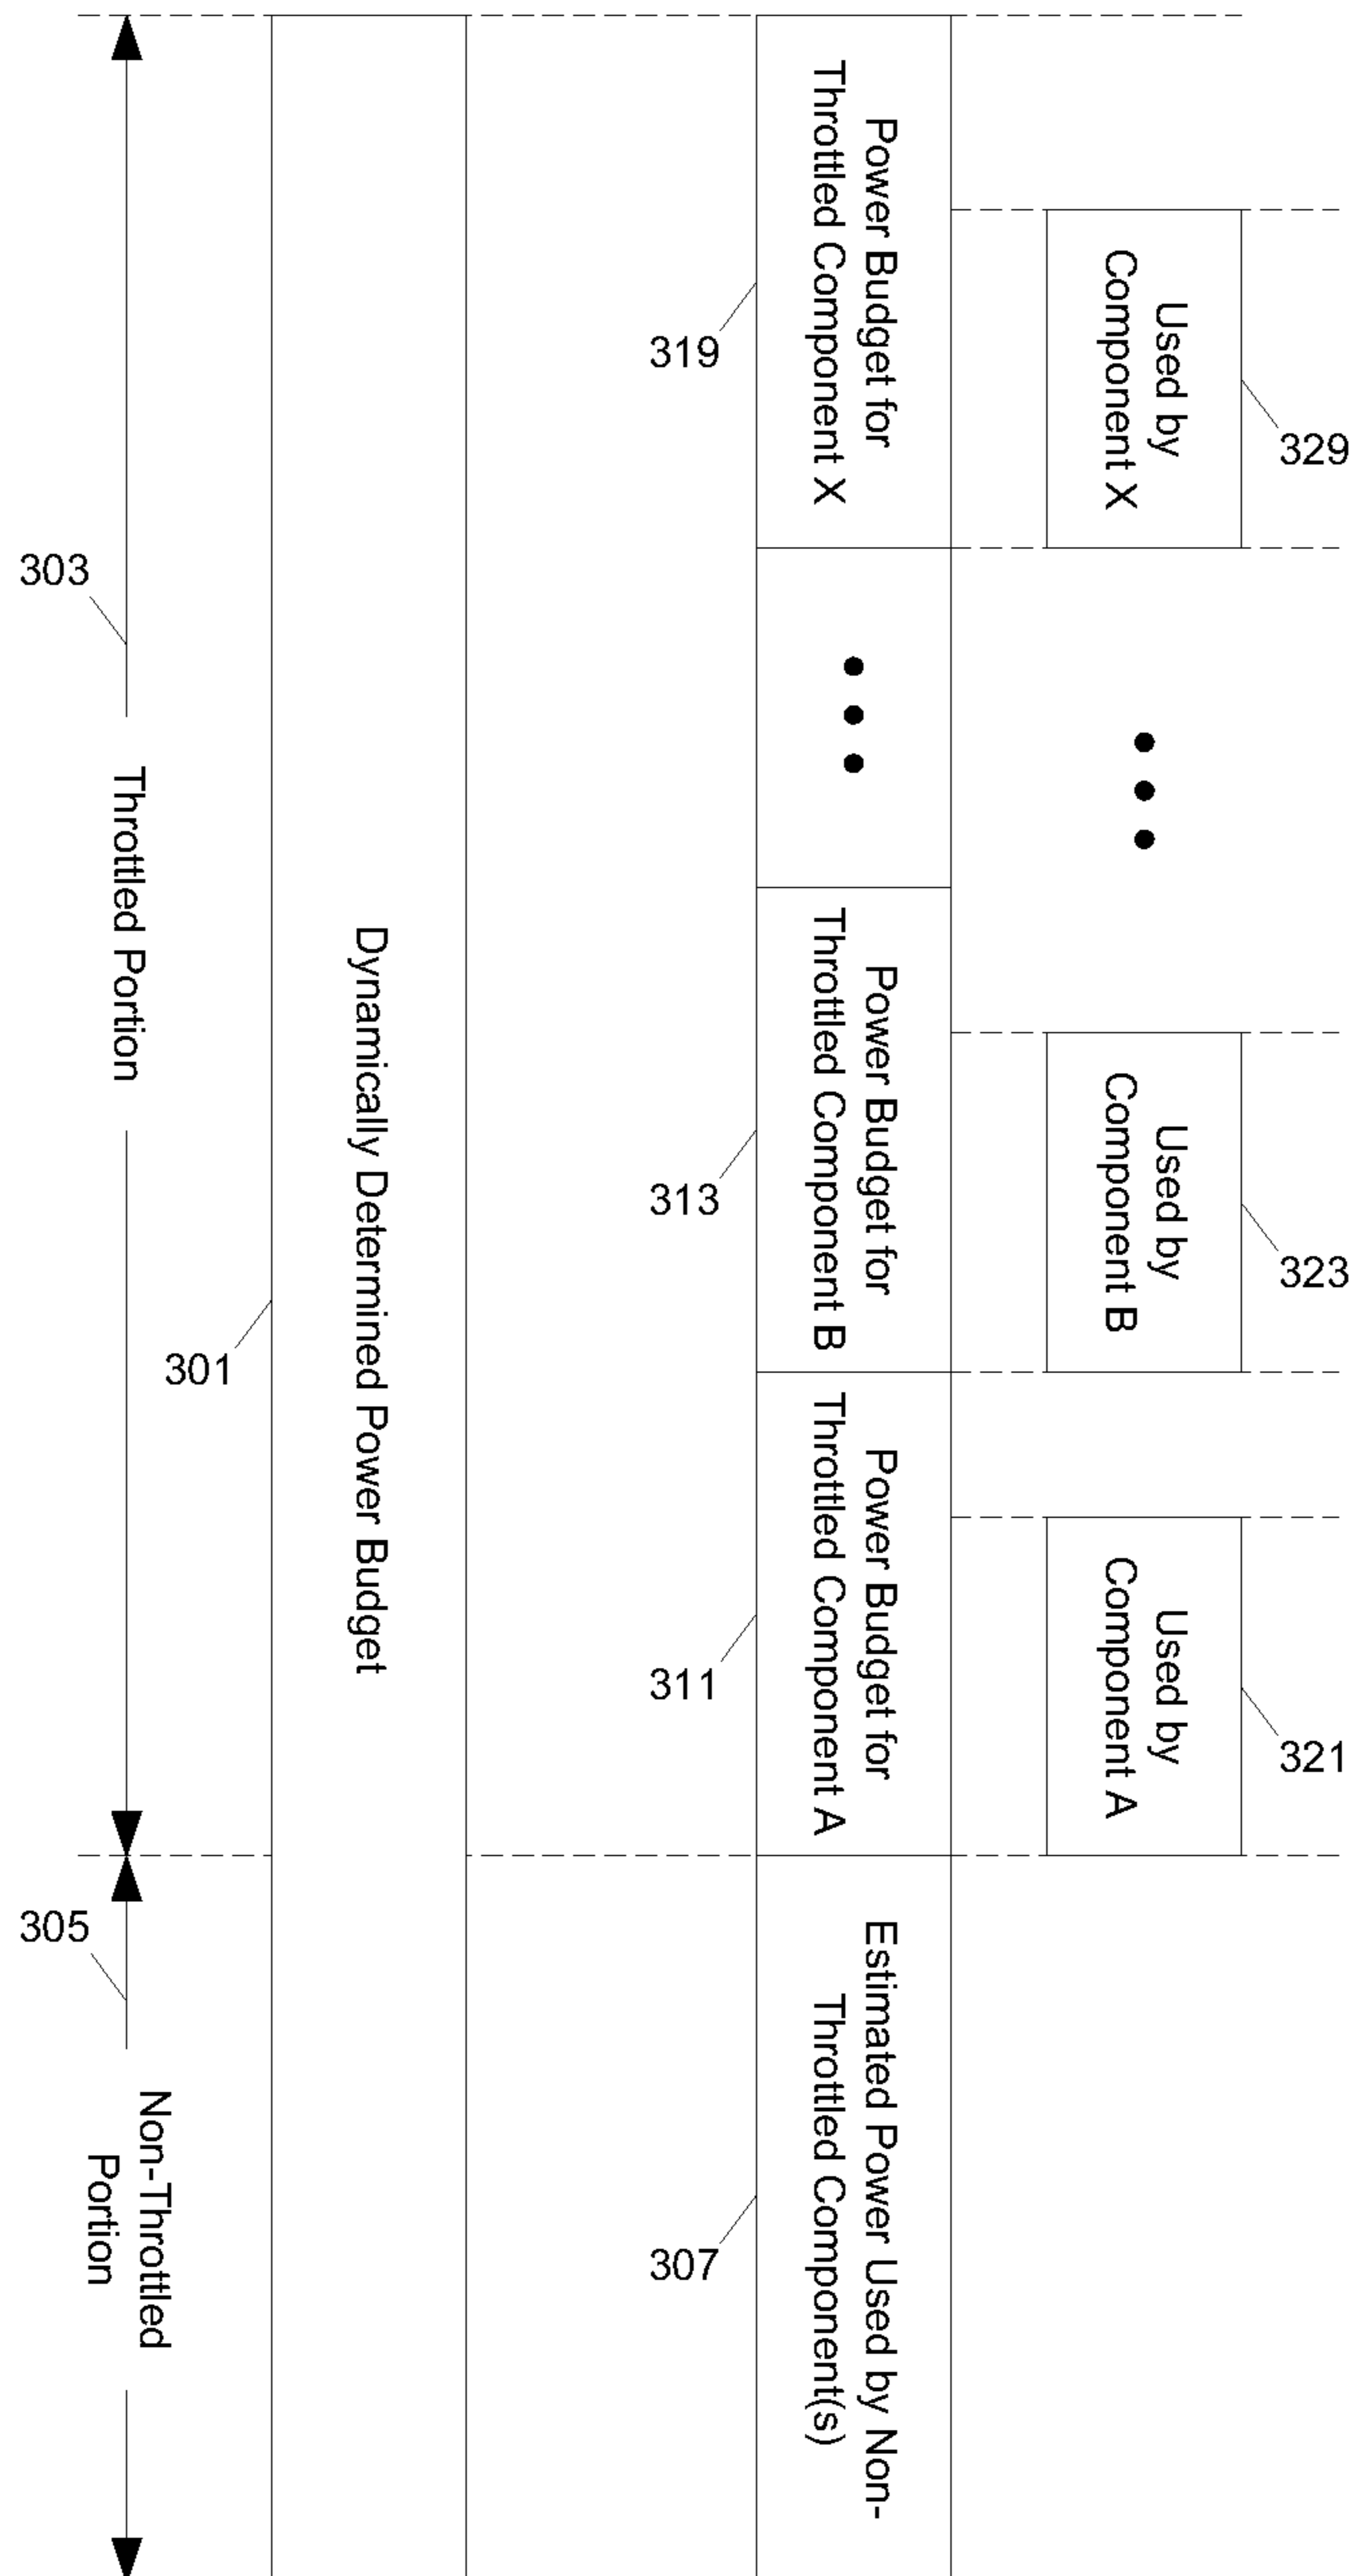 329
323
321
Used by
Component X
Used by
Component B
Used by
Component A
Power Budget for
Throttled Component X
Power Budget for
Throttled Component B
Power Budget for
Throttled Component A
Estimated Power Used by Non-
Throttled Component(s)
319
313
311
307
Dynamically Determined Power Budget
301
Throttled Portion
Non-Throttled
Portion
303
305